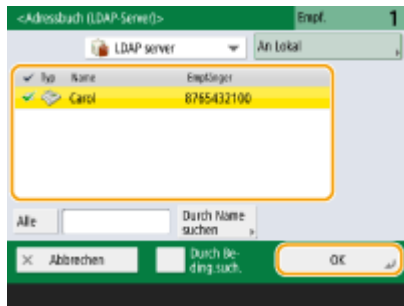 <Adressbuch (LDAP-Server)> Empf. 1
LDAP server An Lokal
Typ Name Empfänger
Carol 8765432100
Alle Durch Name
suchen
Abbrechen Durch Be-
ding.such. OK